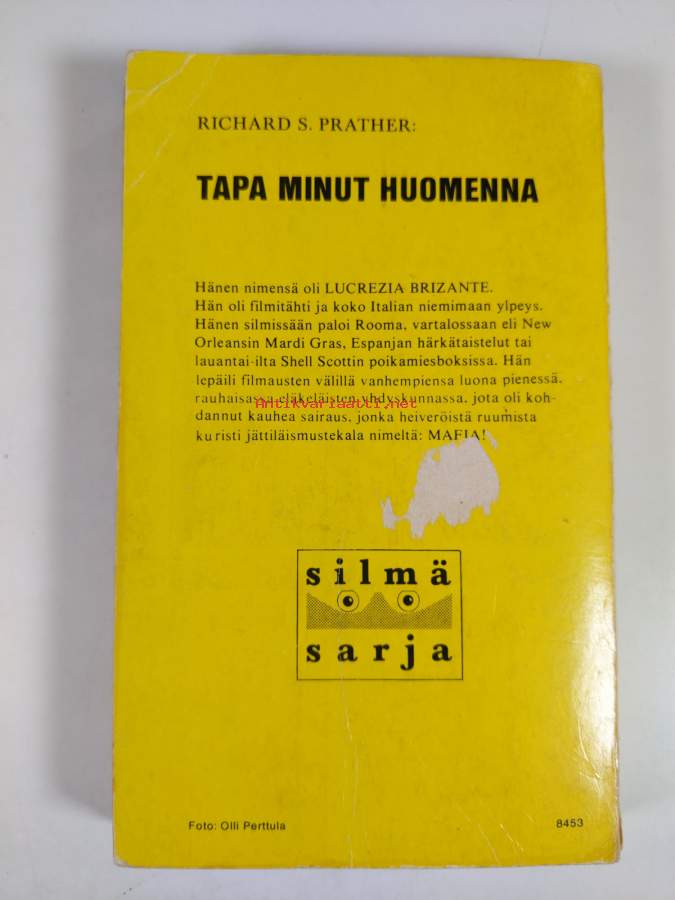 RICHARD S. PRATHER:
TAPA MINUT HUOMENNA
Hänen nimensä oli LUCREZIA BRIZANTE.
Hän oli filmitähti ja koko Italian niemimaan ylpeys.
Hänen silmissään paloi Rooma, vartalossaan eli New
Orleansin Mardi Gras, Espanjan härkätaistelut tai
lauantai-ilta Shell Scottin poikamiesboksissa. Hän
lepäili filmausten välillä vanhempiensa luona pienessä,
rauhaisassa eläkeläisten yhdyskunnassa, jota oli koh-
Antikvariaatti.net
dannut kauhea sairaus, jonka heiveröistä ruumista
kuristi jättiläismustekala nimeltä: MAFIA!
silmä
sarja
Foto: Olli Perttula
8453